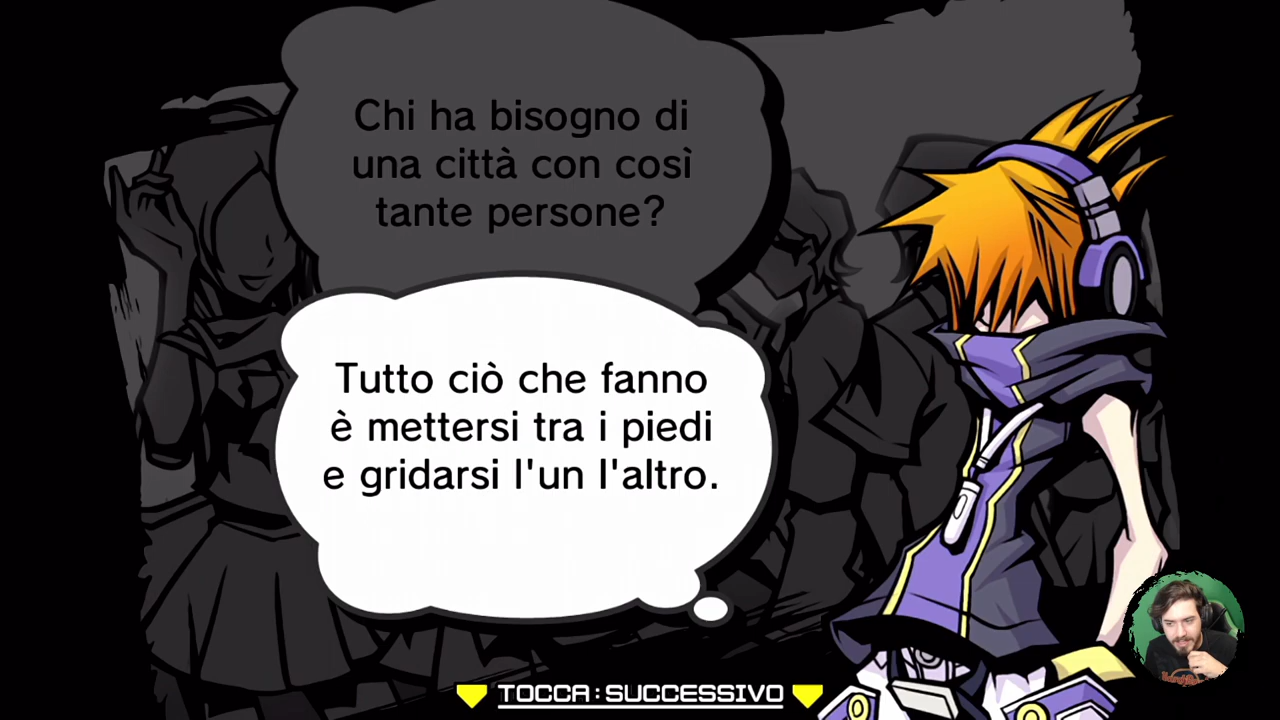 Chi ha bisogno di
una città con così
tante persone?
Tutto ciò che fanno
è mettersi tra i piedi
e gridarsi l'un l'altro.
TOCCA:SUCCESSIVO